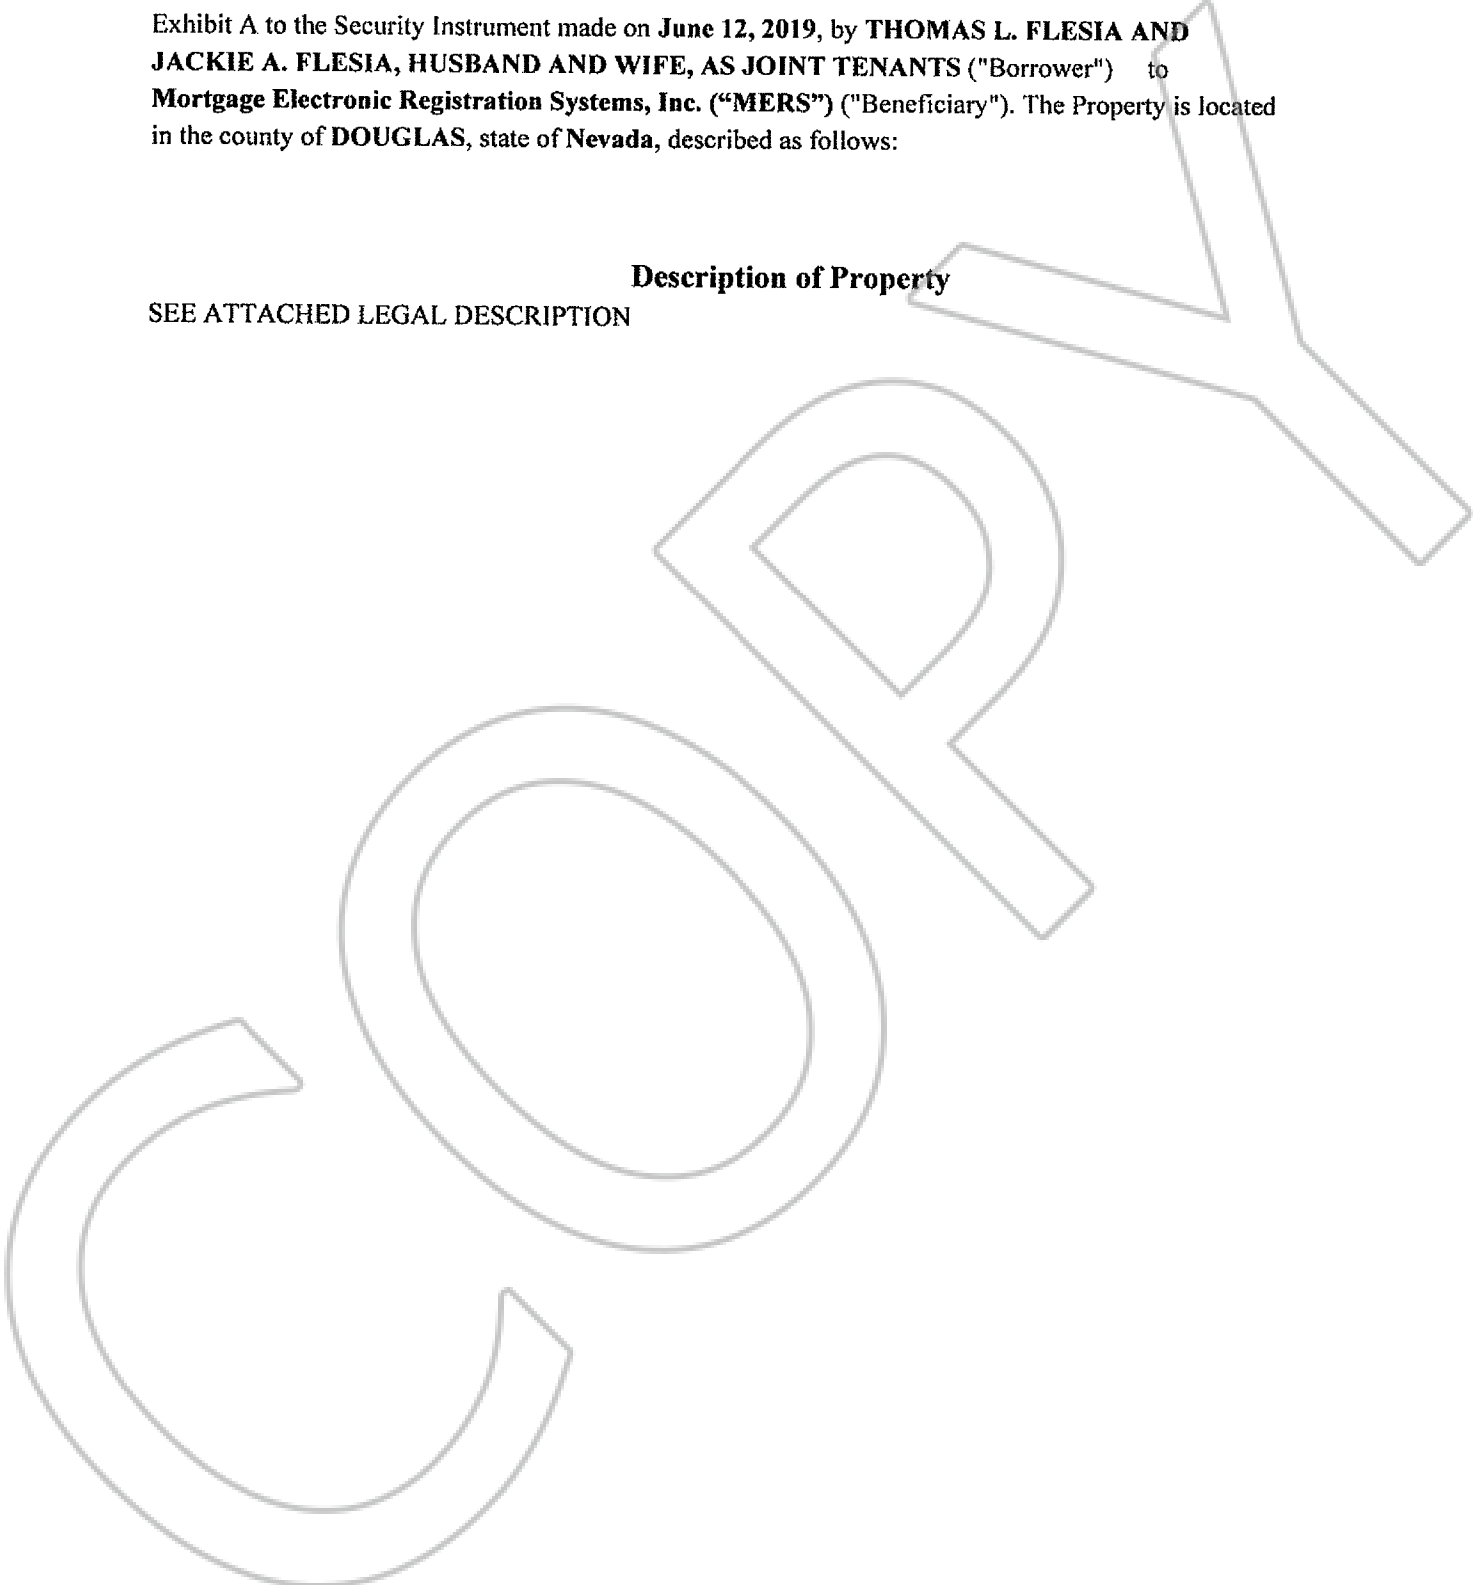 Exhibit A to the Security Instrument made on June 12, 2019, by THOMAS L. FLESIA AND
JACKIE A. FLESIA, HUSBAND AND WIFE, AS JOINT TENANTS ("Borrower") to
Mortgage Electronic Registration Systems, Inc. (“MERS”) ("Beneficiary"). The Property is located
in the county of DOUGLAS, state of Nevada, described as follows:
Description of Property
SEE ATTACHED LEGAL DESCRIPTION
COPY